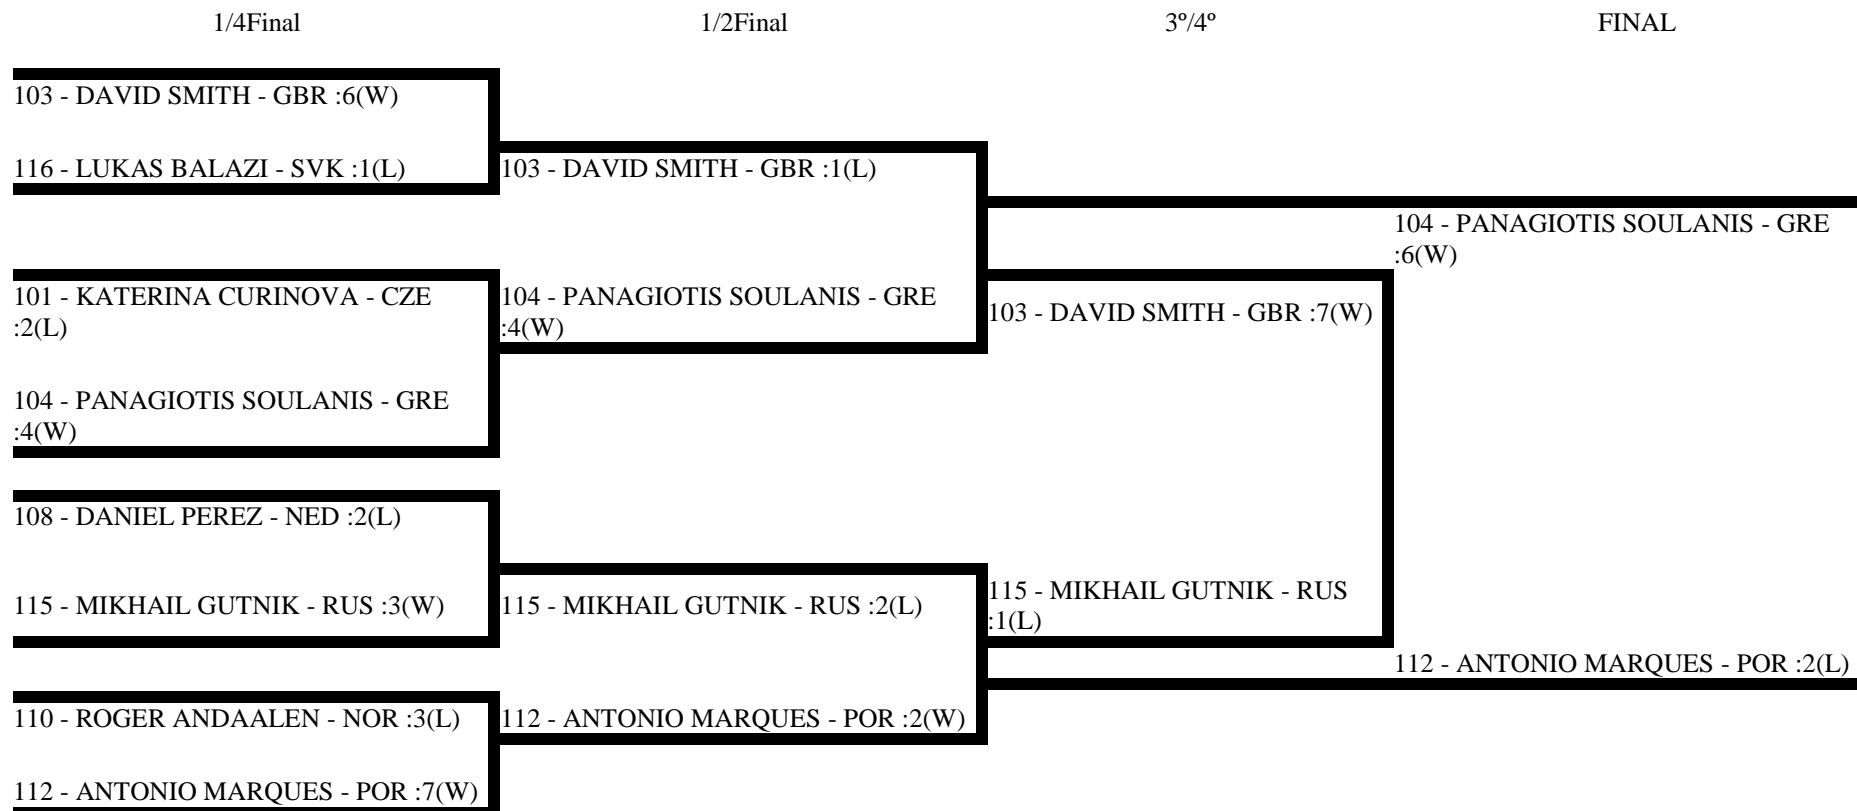 1/4Final
1/2Final
3º/4º
FINAL
103 - DAVID SMITH - GBR :6(W)
116 - LUKAS BALAZI - SVK :1(L)
101 - KATERINA CURINOVA - CZE
:2(L)
104 - PANAGIOTIS SOULANIS - GRE
:4(W)
108 - DANIEL PEREZ - NED :2(L)
115 - MIKHAIL GUTNIK - RUS :3(W)
110 - ROGER ANDAALEN - NOR :3(L)
112 - ANTONIO MARQUES - POR :7(W)
103 - DAVID SMITH - GBR :1(L)
104 - PANAGIOTIS SOULANIS - GRE
:4(W)
115 - MIKHAIL GUTNIK - RUS :2(L)
112 - ANTONIO MARQUES - POR :2(W)
103 - DAVID SMITH - GBR :7(W)
115 - MIKHAIL GUTNIK - RUS
:1(L)
104 - PANAGIOTIS SOULANIS - GRE
:6(W)
112 - ANTONIO MARQUES - POR :2(L)